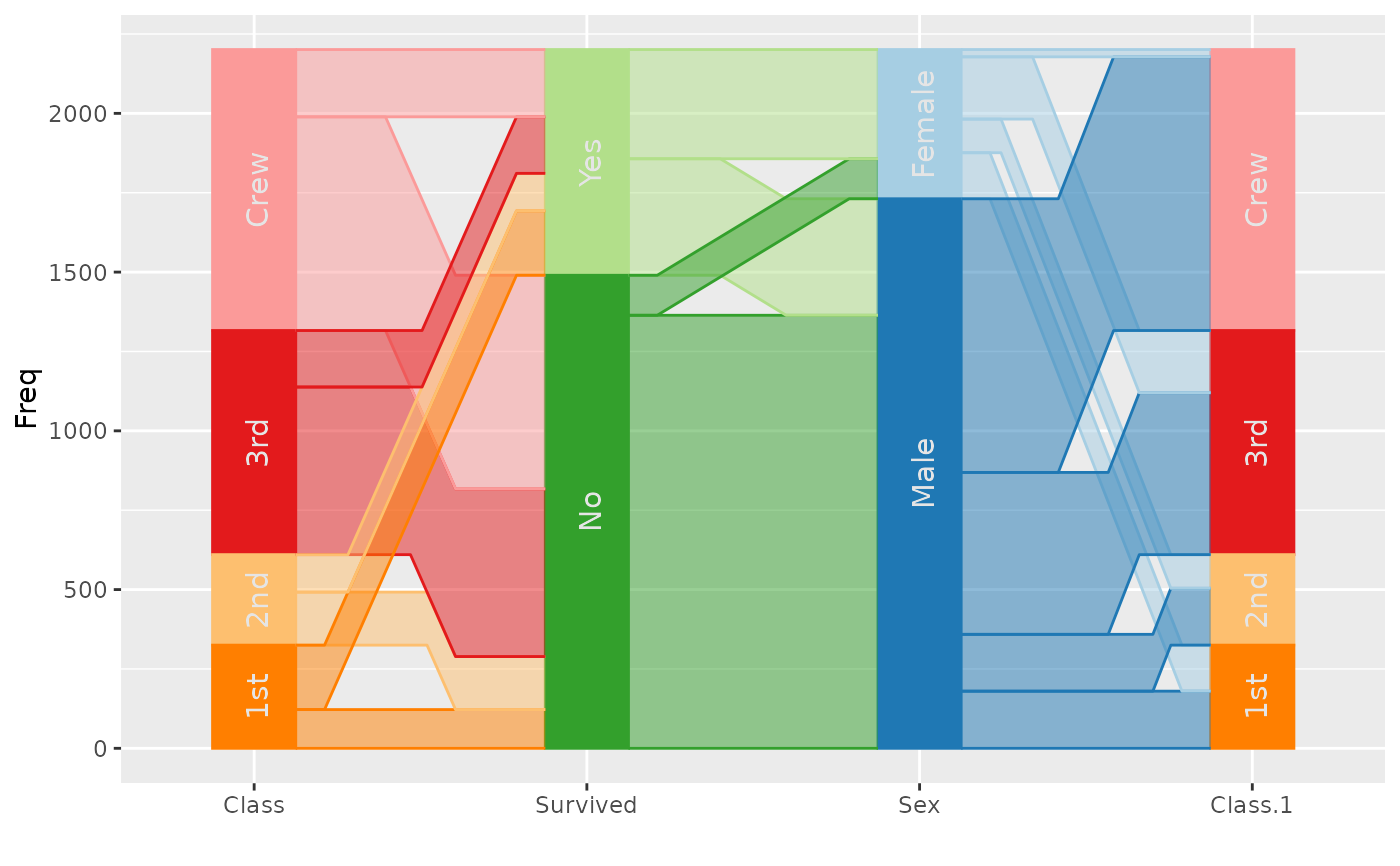 Freq
2000
1500
1000
500
0
Crew
3rd
2nd
1st
Yes
No
Female
Male
Crew
3rd
2nd
1st
Class
Survived
Sex
Class.1